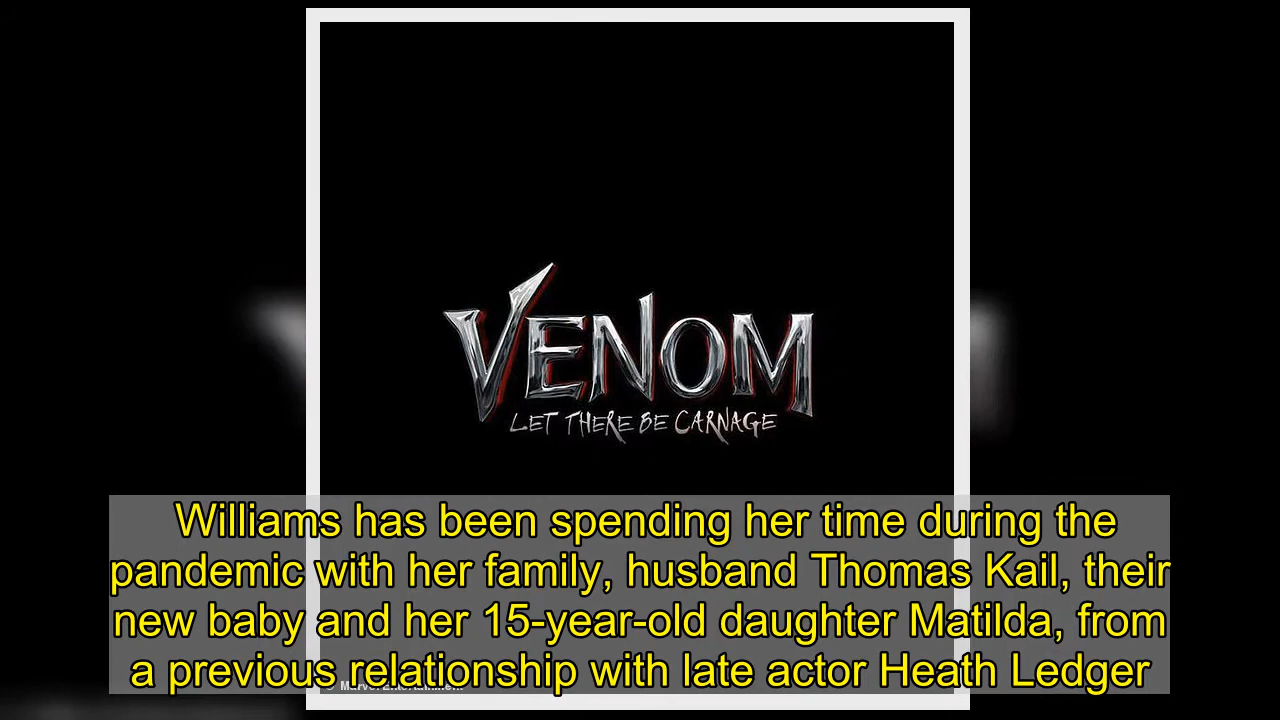 VENOM
LET THERE BE CARNAGE
Williams has been spending her time during the
pandemic with her family, husband Thomas Kail, their
new baby and her 15-year-old daughter Matilda, from
a previous relationship with late actor Heath Ledger